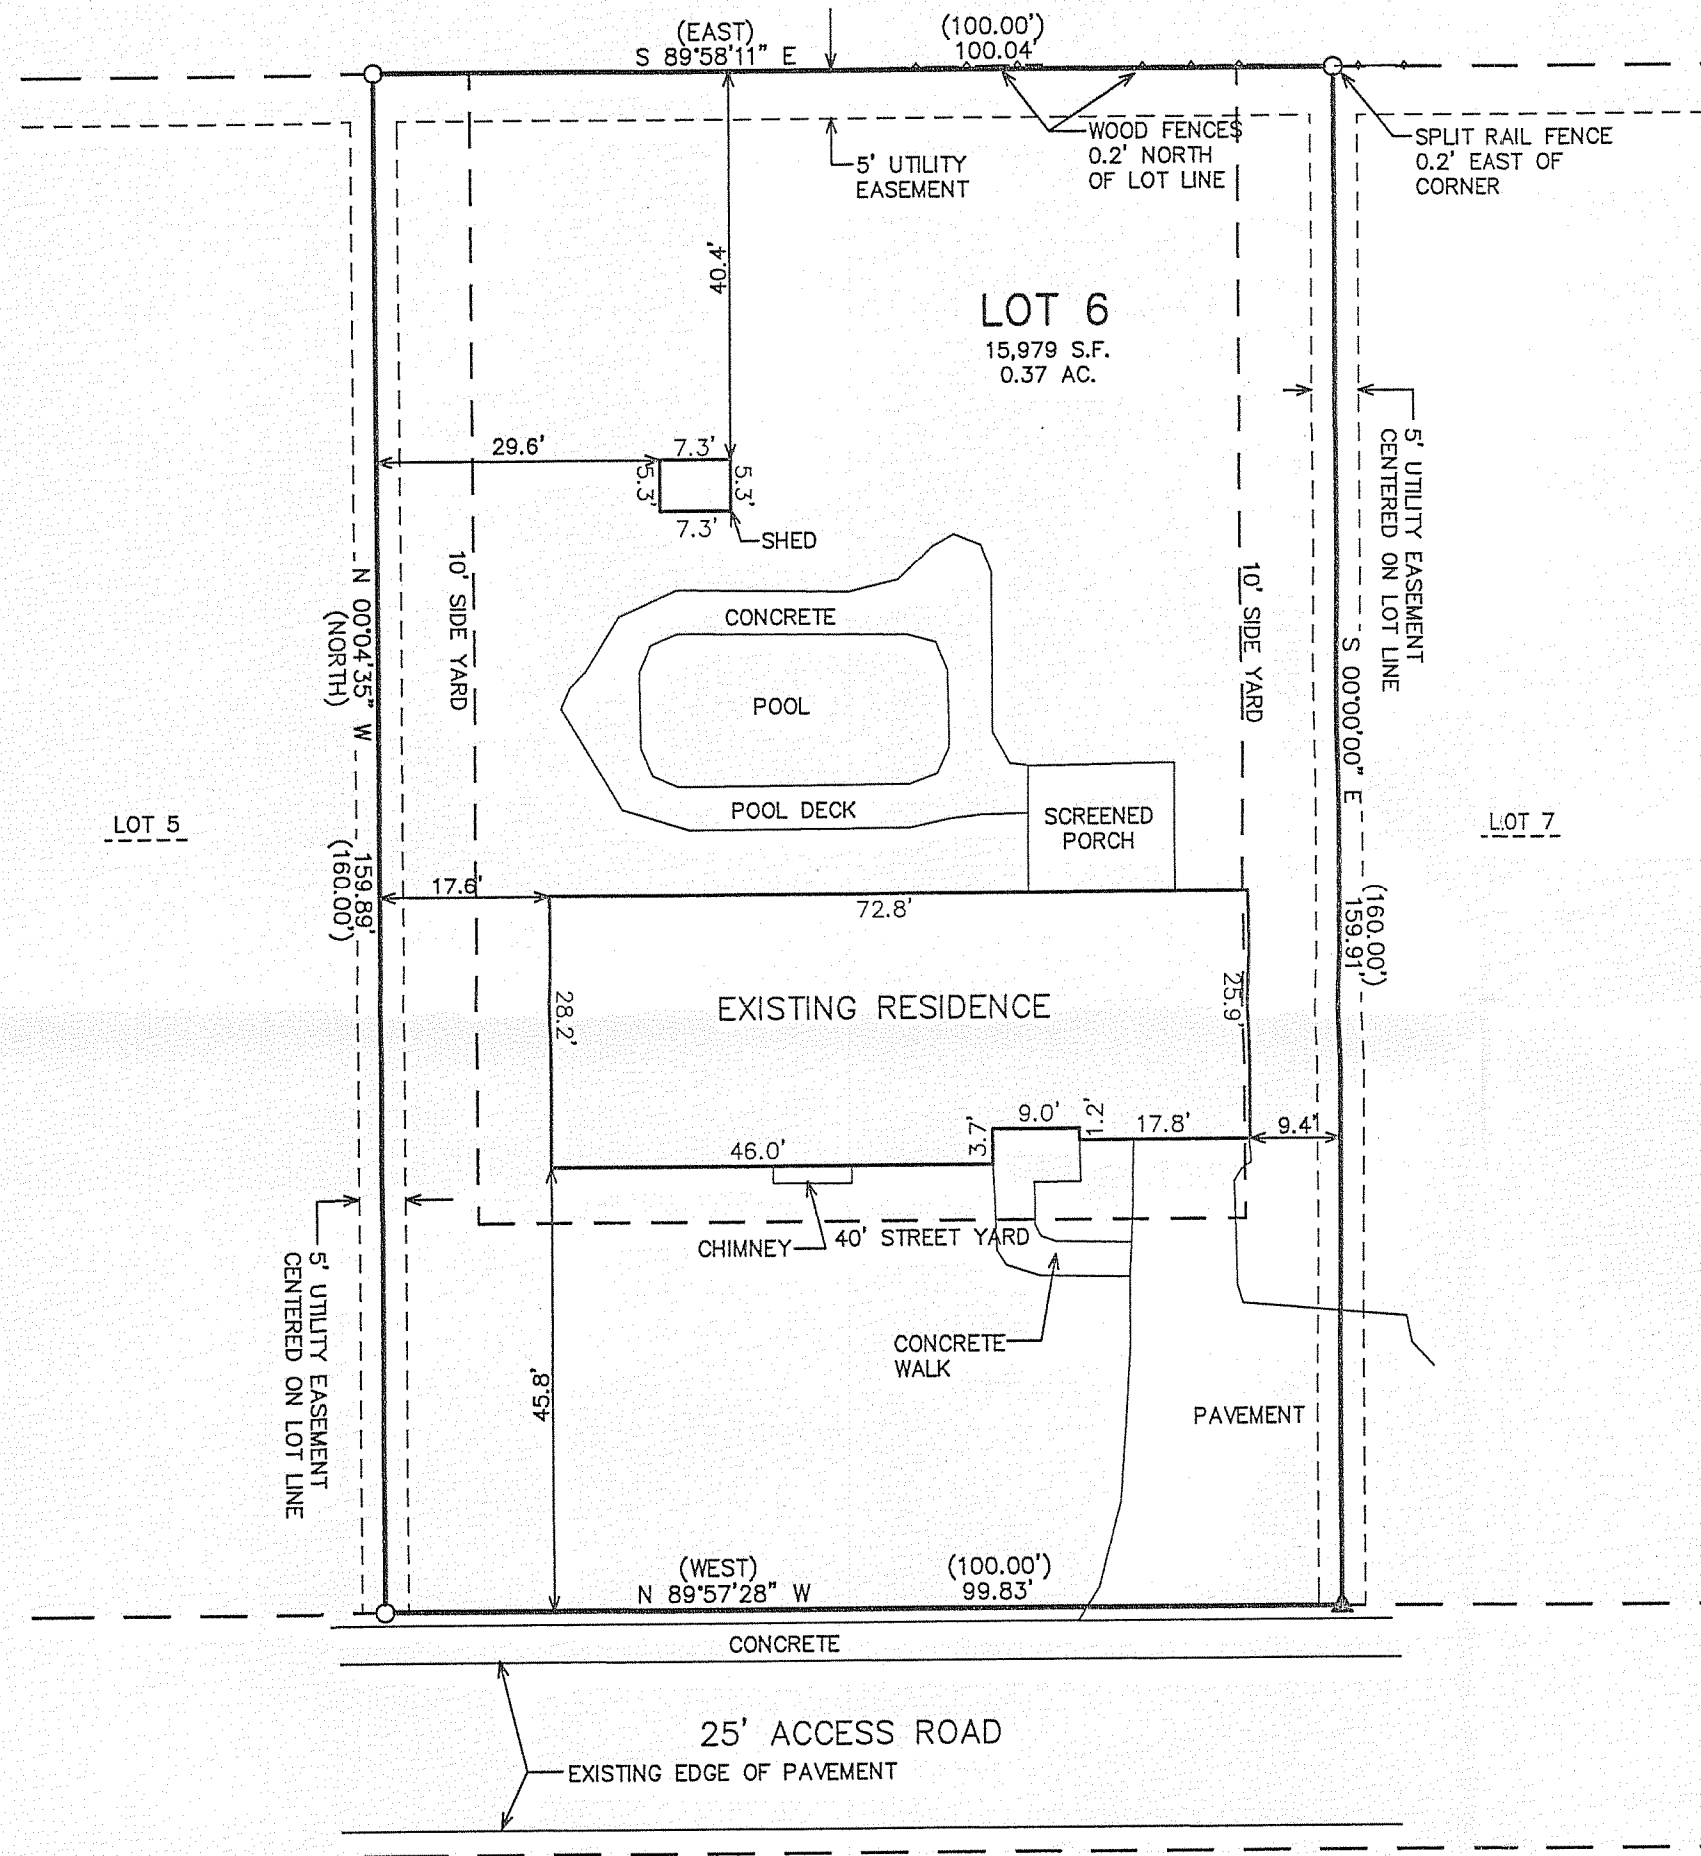 (EAST)
S 89°58'11" E
(100.00')
100.04'
WOOD FENCES
0.2' NORTH
OF LOT LINE
SPLIT RAIL FENCE
0.2' EAST OF
CORNER
5' UTILITY
EASEMENT
40.4'
LOT 6
15,979 S.F.
0.37 AC.
29.6'
7.3'
5.3'
5.3'
7.3'
SHED
5' UTILITY EASEMENT
CENTERED ON LOT LINE
N 00°04'35" W
(NORTH)
10' SIDE YARD
10' SIDE YARD
S 00°00'00" E
CONCRETE
POOL
POOL DECK
SCREENED
PORCH
LOT 5
LOT 7
159.89'
(160.00')
(160.00')
159.91'
17.6'
72.8'
28.2'
EXISTING RESIDENCE
25.9'
46.0'
3.7'
9.0'
1.2'
17.8'
9.4'
CHIMNEY
40' STREET YARD
5' UTILITY EASEMENT
CENTERED ON LOT LINE
CONCRETE
WALK
45.8'
PAVEMENT
(WEST)
N 89°57'28" W
(100.00')
99.83'
CONCRETE
25' ACCESS ROAD
EXISTING EDGE OF PAVEMENT